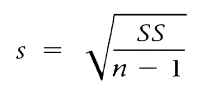 s = √(SS / (n − 1))